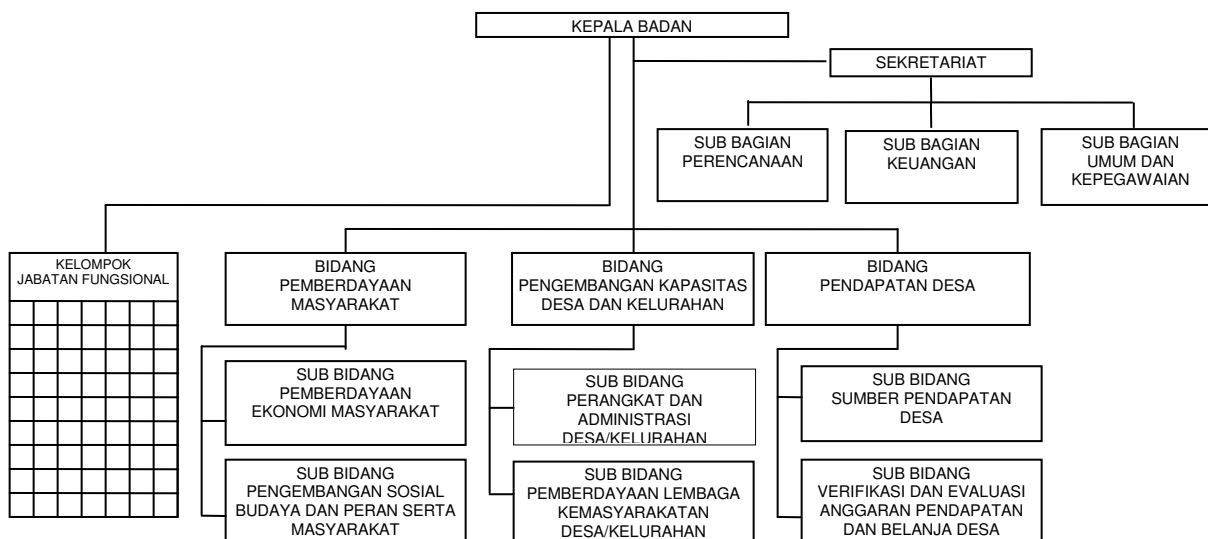 KEPALA BADAN
SEKRETARIAT
SUB BAGIAN
PERENCANAAN
SUB BAGIAN
KEUANGAN
SUB BAGIAN
UMUM DAN
KEPEGAWAIAN
KELOMPOK
JABATAN FUNGSIONAL
BIDANG
PEMBERDAYAAN
MASYARAKAT
BIDANG
PENGEMBANGAN KAPASITAS
DESA DAN KELURAHAN
BIDANG
PENDAPATAN DESA
SUB BIDANG
PEMBERDAYAAN
EKONOMI MASYARAKAT
SUB BIDANG
PERANGKAT DAN
ADMINISTRASI
DESA/KELURAHAN
SUB BIDANG
SUMBER PENDAPATAN
DESA
SUB BIDANG
PENGEMBANGAN SOSIAL
BUDAYA DAN PERAN SERTA
MASYARAKAT
SUB BIDANG
PEMBERDAYAAN LEMBAGA
KEMASYARAKATAN
DESA/KELURAHAN
SUB BIDANG
VERIFIKASI DAN EVALUASI
ANGGARAN PENDAPATAN
DAN BELANJA DESA